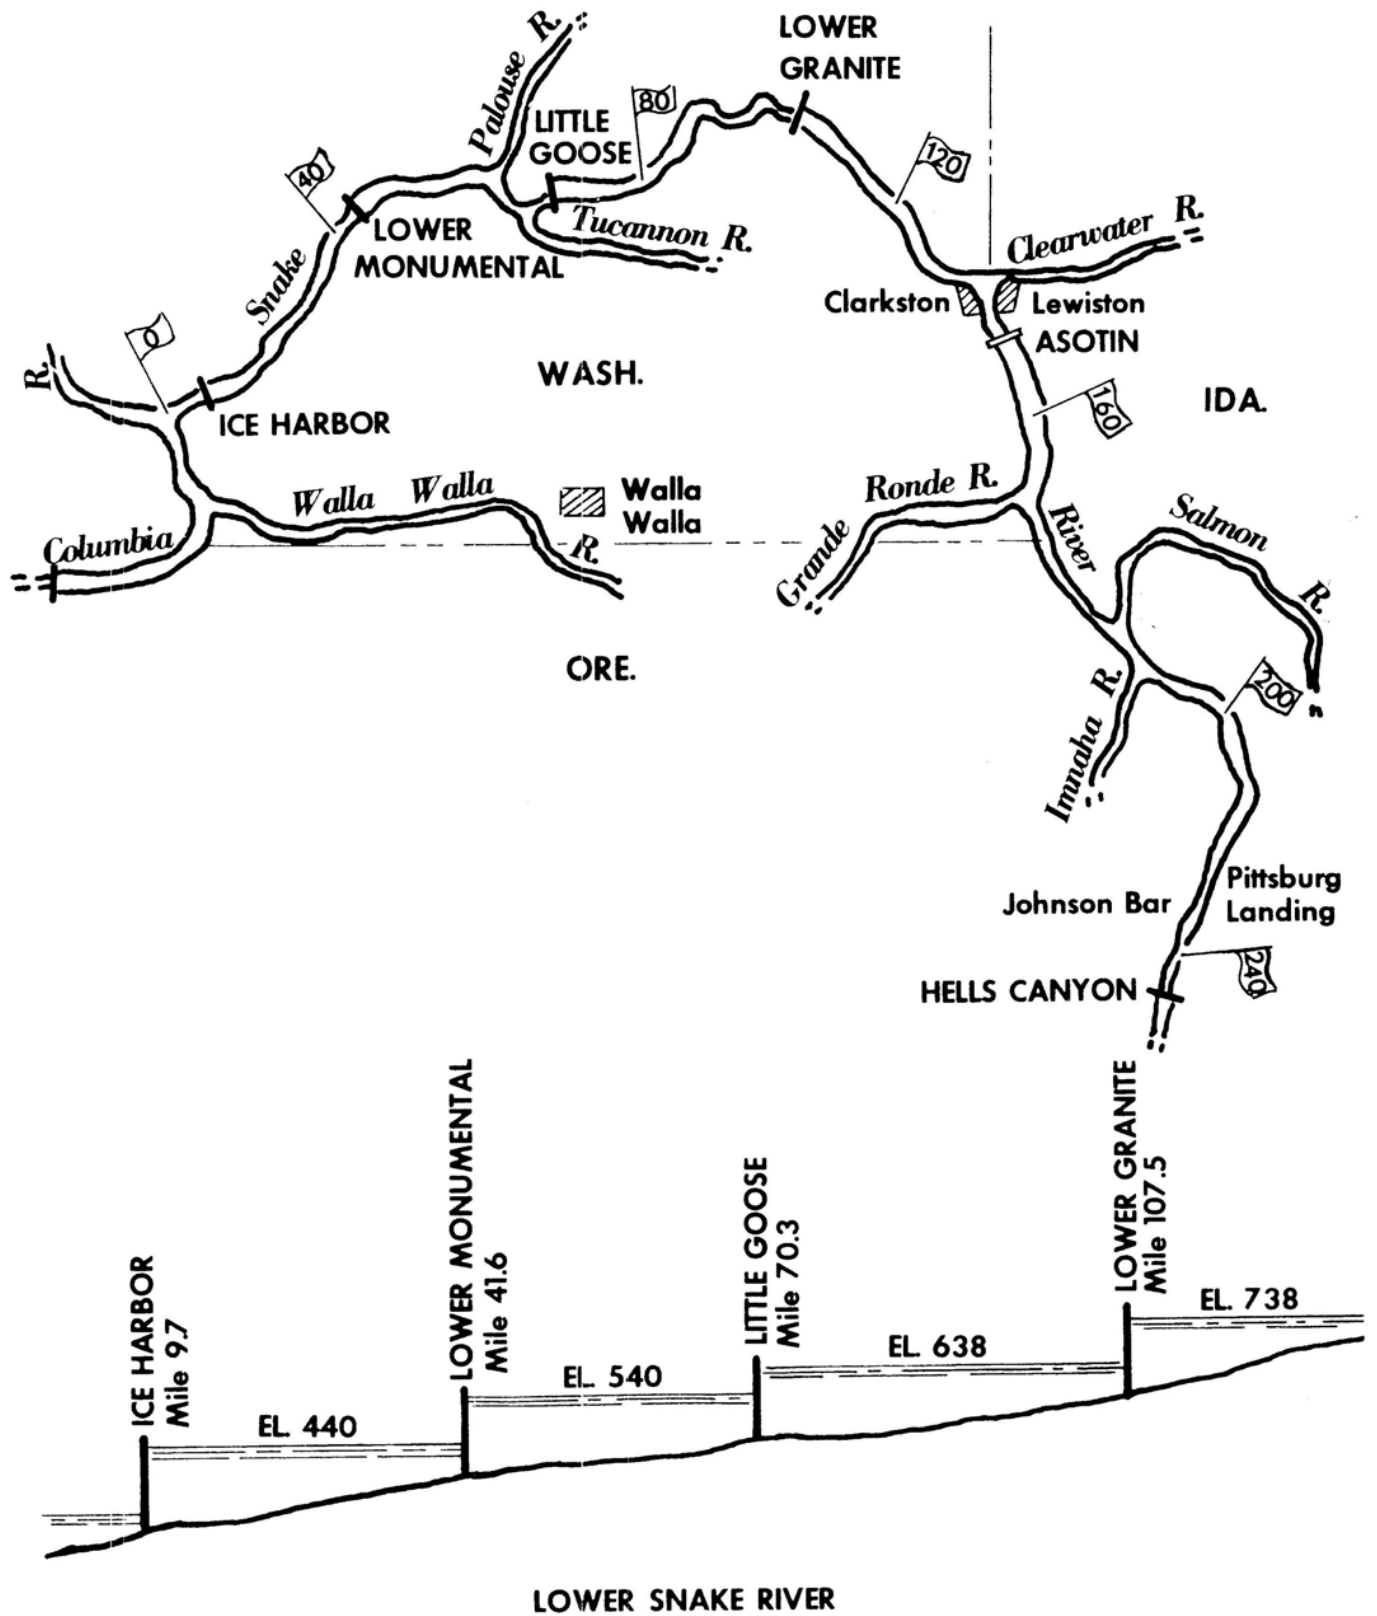 LOWER
GRANITE
Palouse R.
LITTLE
GOOSE
80
40
120
Snake
LOWER
MONUMENTAL
Tucannon R.
Clearwater R.
Clarkston
Lewiston
ASOTIN
0
R.
ICE HARBOR
WASH.
160
IDA.
Walla Walla
R.
Walla
Walla
Columbia
Grande
Ronde R.
River
Salmon
R.
ORE.
200
Imnaha R.
Johnson Bar
Pittsburg
Landing
240
HELLS CANYON
ICE HARBOR
Mile 9.7
LOWER MONUMENTAL
Mile 41.6
LITTLE GOOSE
Mile 70.3
LOWER GRANITE
Mile 107.5
EL. 440
EL. 540
EL. 638
EL. 738
LOWER SNAKE RIVER